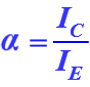 α = I_C / I_E